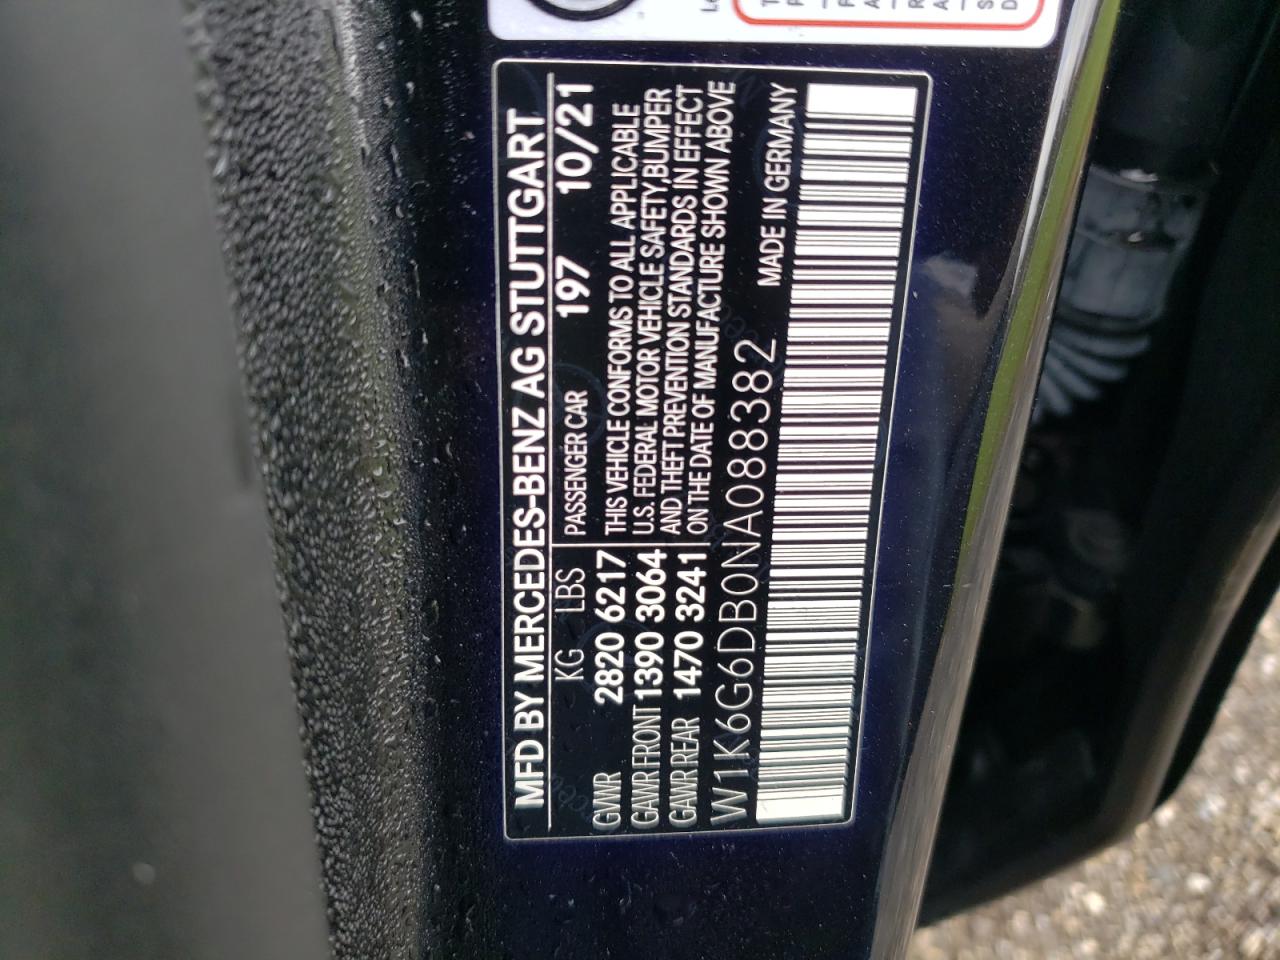 MFD BY MERCEDES-BENZ AG STUTTGART
KG LBS PASSENGER CAR 197 10/21
GVWR 2820 6217 THIS VEHICLE CONFORMS TO ALL APPLICABLE
GAWR FRONT 1390 3064 U.S. FEDERAL MOTOR VEHICLE SAFETY,BUMPER
GAWR REAR 1470 3241 AND THEFT PREVENTION STANDARDS IN EFFECT
ON THE DATE OF MANUFACTURE SHOWN ABOVE
W1K6G6DB0NA088382
MADE IN GERMANY